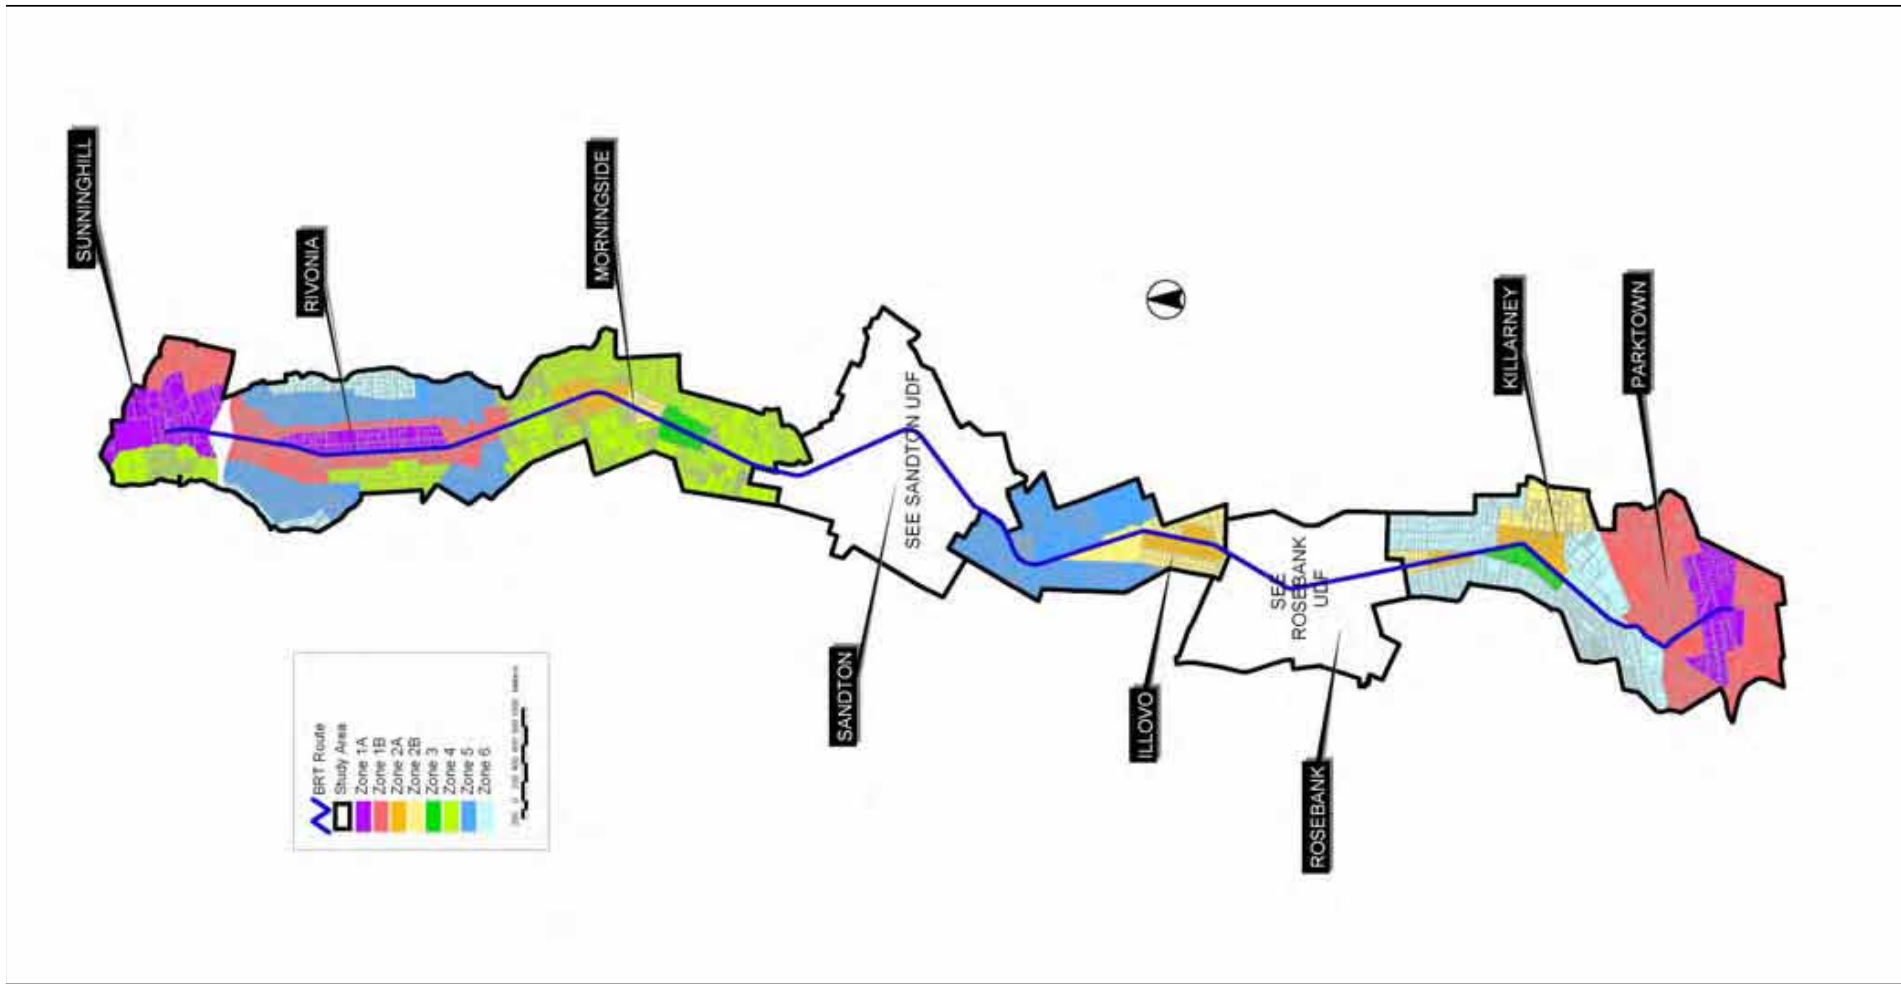 SUNNINGHILL
RIVONIA
MORNINGSIDE
SEE SANDTON UDF
SANDTON
ILLOVO
SEE
ROSEBANK
UDF
ROSEBANK
KILLARNEY
PARKTOWN
BRT Route
Study Area
Zone 1A
Zone 1B
Zone 2A
Zone 2B
Zone 3
Zone 4
Zone 5
Zone 6